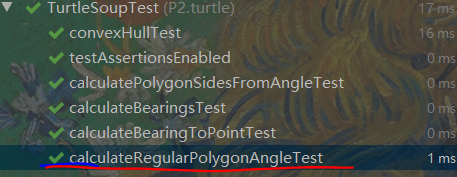 TurtleSoupTest (P2.turtle) 17 ms
convexHullTest 16 ms
testAssertionsEnabled 0 ms
calculatePolygonSidesFromAngleTest 0 ms
calculateBearingsTest 0 ms
calculateBearingToPointTest 0 ms
calculateRegularPolygonAngleTest 1 ms